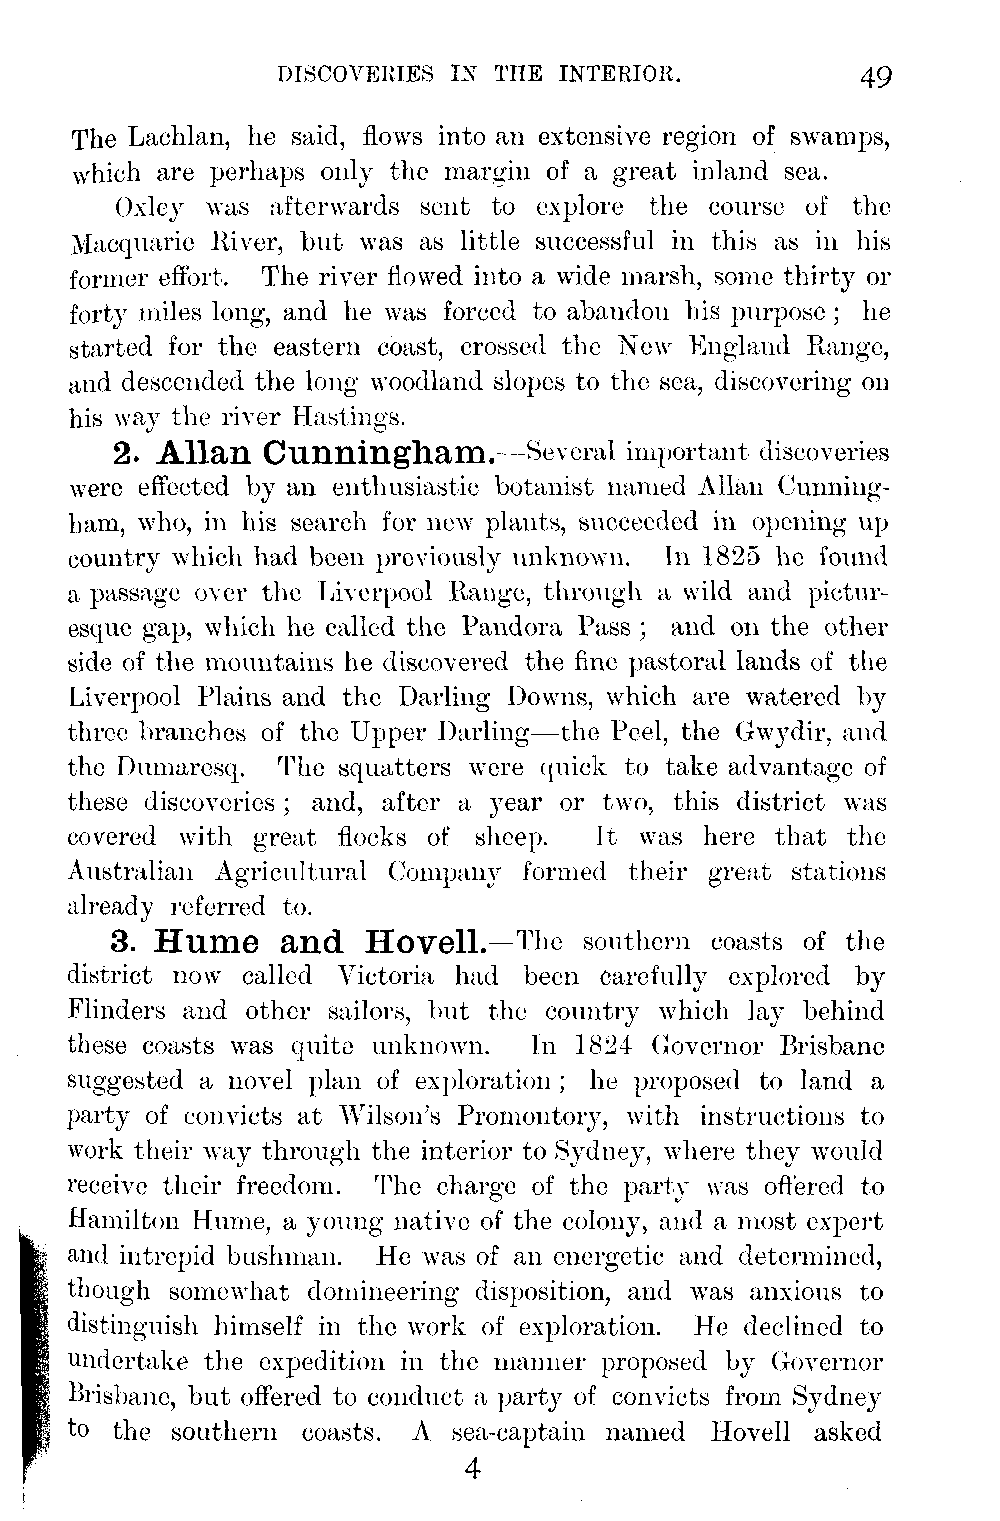 DISCOVERIES IN THE INTERIOR. 49
The Lachlan, he said, flows into an extensive region of swamps,
which are perhaps only the margin of a great inland sea.
Oxley was afterwards sent to explore the course of the
Macquarie River, but was as little successful in this as in his
former effort. The river flowed into a wide marsh, some thirty or
forty miles long, and he was forced to abandon his purpose; he
started for the eastern coast, crossed the New England Range,
and descended the long woodland slopes to the sea, discovering on
his way the river Hastings.
2. Allan Cunningham.—Several important discoveries
were effected by an enthusiastic botanist named Allan Cunning-
ham, who, in his search for new plants, succeeded in opening up
country which had been previously unknown. In 1825 he found
a passage over the Liverpool Range, through a wild and pictur-
esque gap, which he called the Pandora Pass; and on the other
side of the mountains he discovered the fine pastoral lands of the
Liverpool Plains and the Darling Downs, which are watered by
three branches of the Upper Darling—the Peel, the Gwydir, and
the Dumaresq. The squatters were quick to take advantage of
these discoveries; and, after a year or two, this district was
covered with great flocks of sheep. It was here that the
Australian Agricultural Company formed their great stations
already referred to.
3. Hume and Hovell.—The southern coasts of the
district now called Victoria had been carefully explored by
Flinders and other sailors, but the country which lay behind
these coasts was quite unknown. In 1824 Governor Brisbane
suggested a novel plan of exploration; he proposed to land a
party of convicts at Wilson's Promontory, with instructions to
work their way through the interior to Sydney, where they would
receive their freedom. The charge of the party was offered to
Hamilton Hume, a young native of the colony, and a most expert
and intrepid bushman. He was of an energetic and determined,
though somewhat domineering disposition, and was anxious to
distinguish himself in the work of exploration. He declined to
undertake the expedition in the manner proposed by Governor
Brisbane, but offered to conduct a party of convicts from Sydney
to the southern coasts. A sea-captain named Hovell asked
4